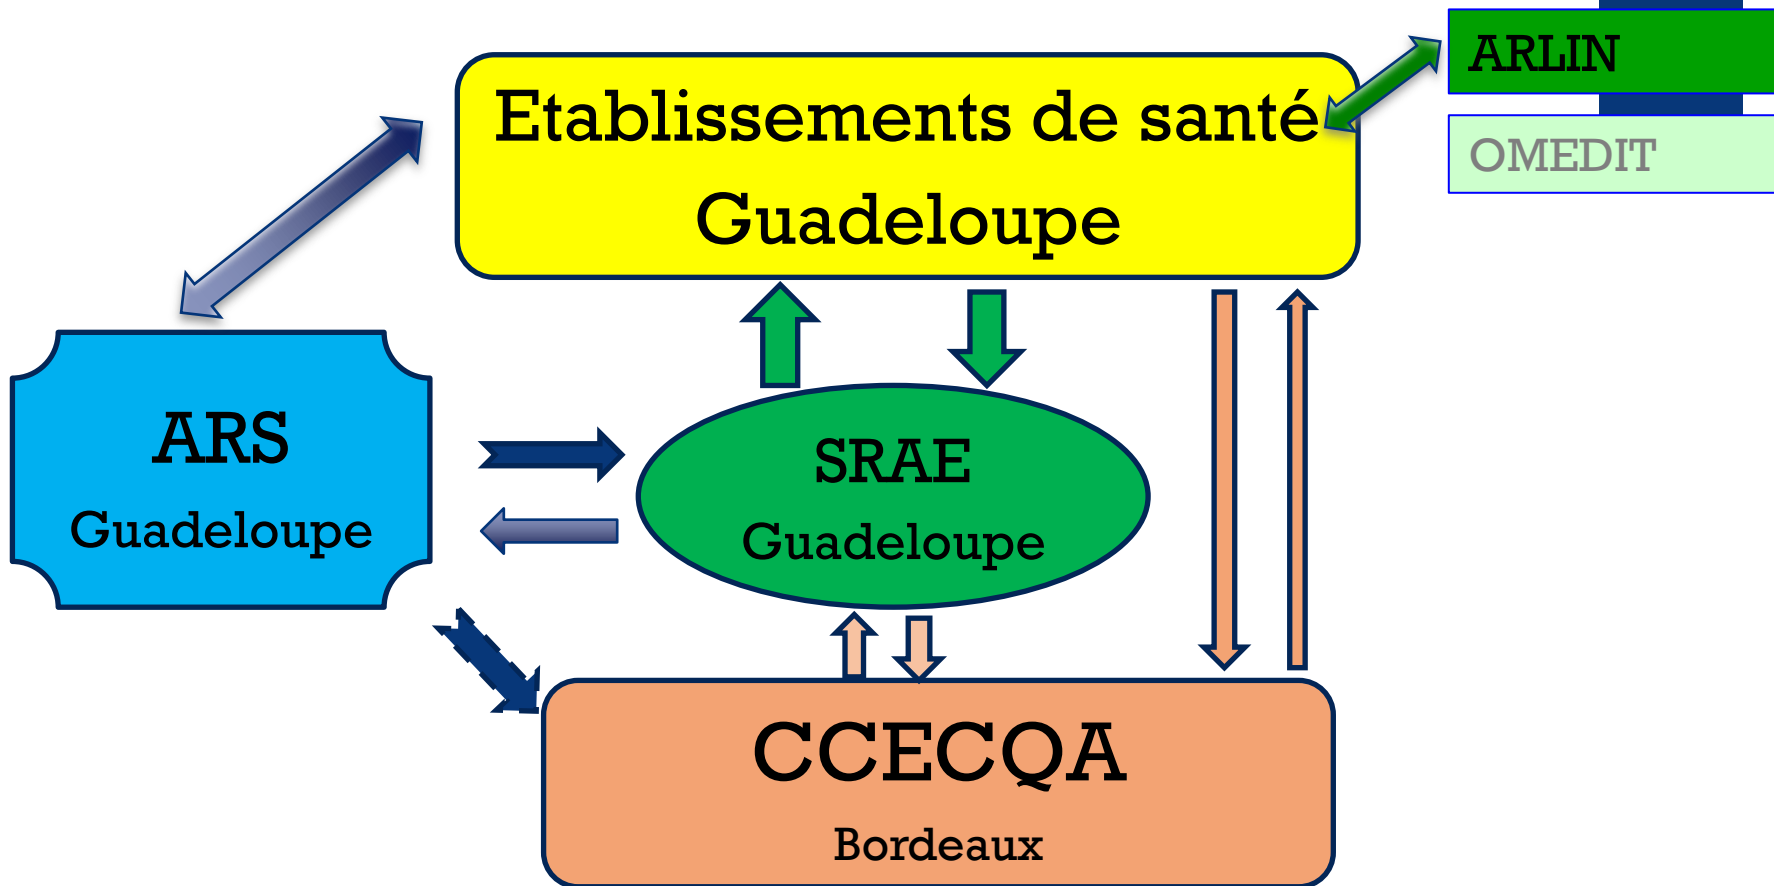 ARLIN
Etablissements de santé
Guadeloupe
OMEDIT
ARS
Guadeloupe
SRAE
Guadeloupe
CCECQA
Bordeaux